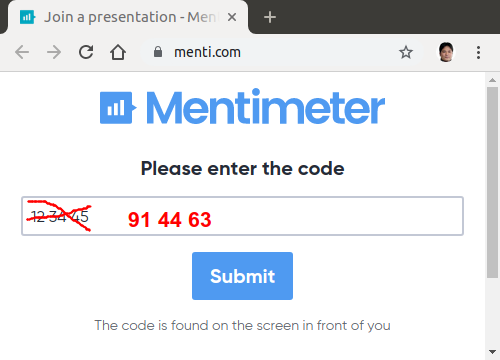 Join a presentation - Men
menti.com
Mentimeter
Please enter the code
12 34 45 91 44 63
Submit
The code is found on the screen in front of you